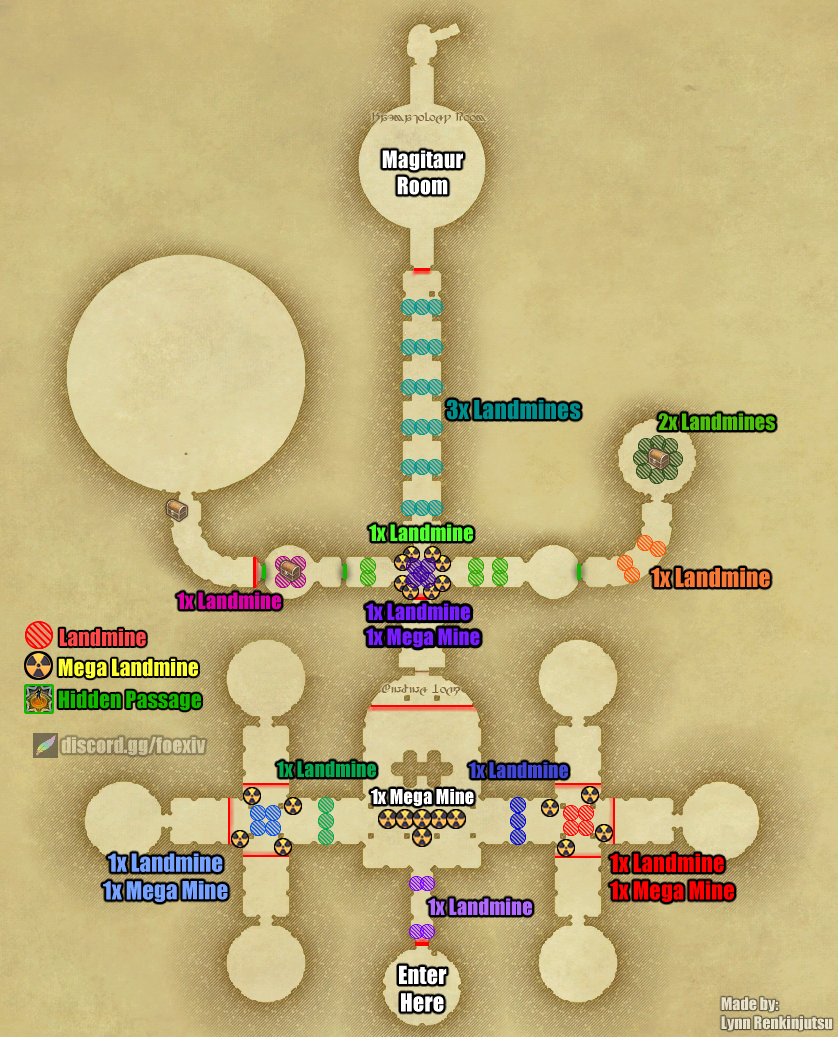 Magitaur
Room
3x Landmines
2x Landmines
1x Landmine
1x Landmine
1x Landmine
1x Landmine
1x Mega Mine
Landmine
Mega Landmine
Hidden Passage
discord.gg/foexiv
1x Landmine
1x Landmine
1x Mega Mine
1x Landmine
1x Mega Mine
1x Landmine
1x Mega Mine
1x Landmine
Enter
Here
Made by:
Lynn Renkinjutsu